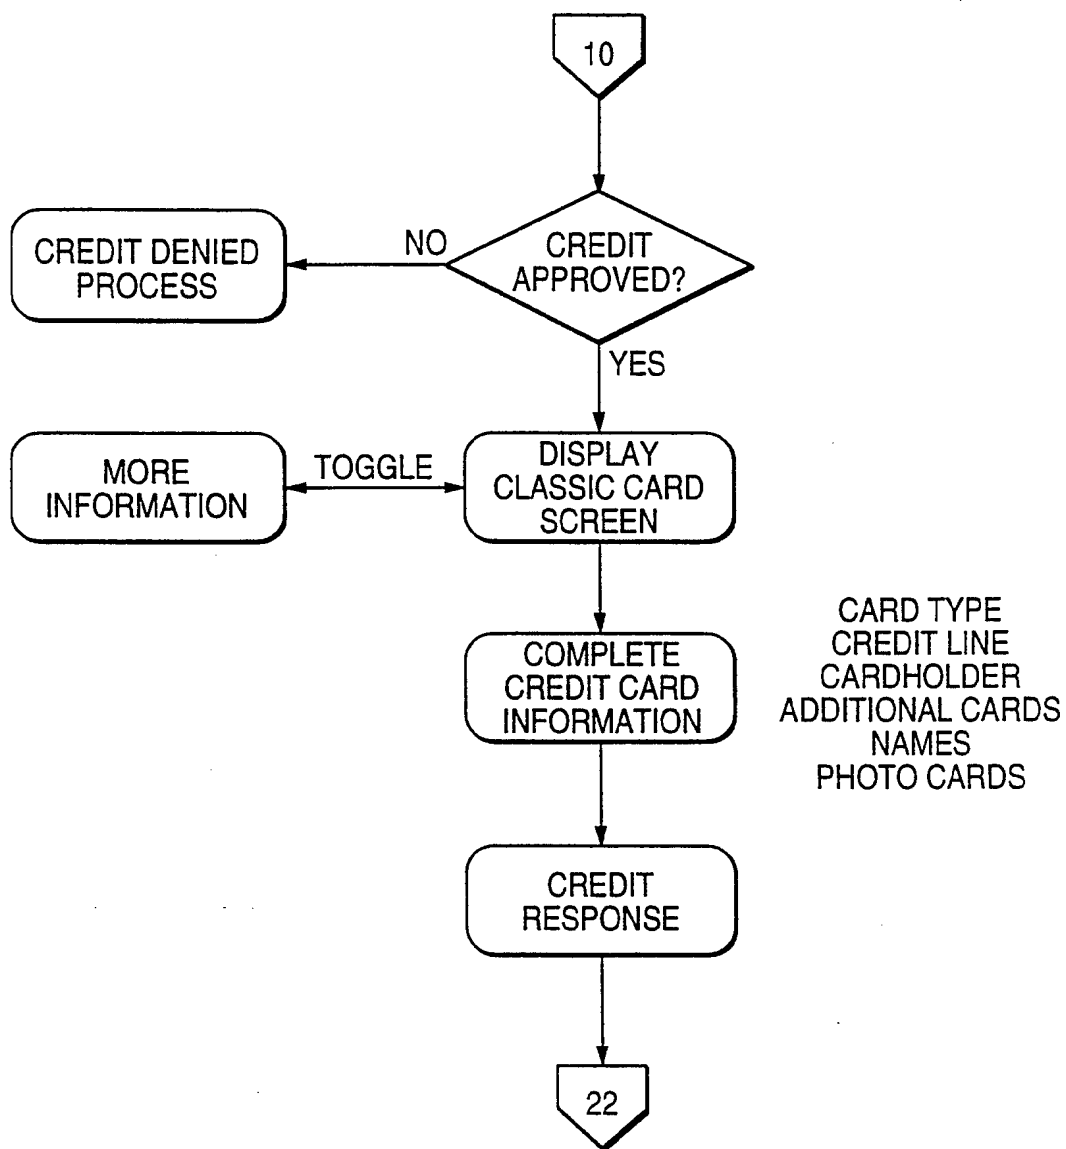 10
CREDIT
APPROVED?
NO
CREDIT DENIED
PROCESS
YES
DISPLAY
CLASSIC CARD
SCREEN
TOGGLE
MORE
INFORMATION
COMPLETE
CREDIT CARD
INFORMATION
CARD TYPE
CREDIT LINE
CARDHOLDER
ADDITIONAL CARDS
NAMES
PHOTO CARDS
CREDIT
RESPONSE
22